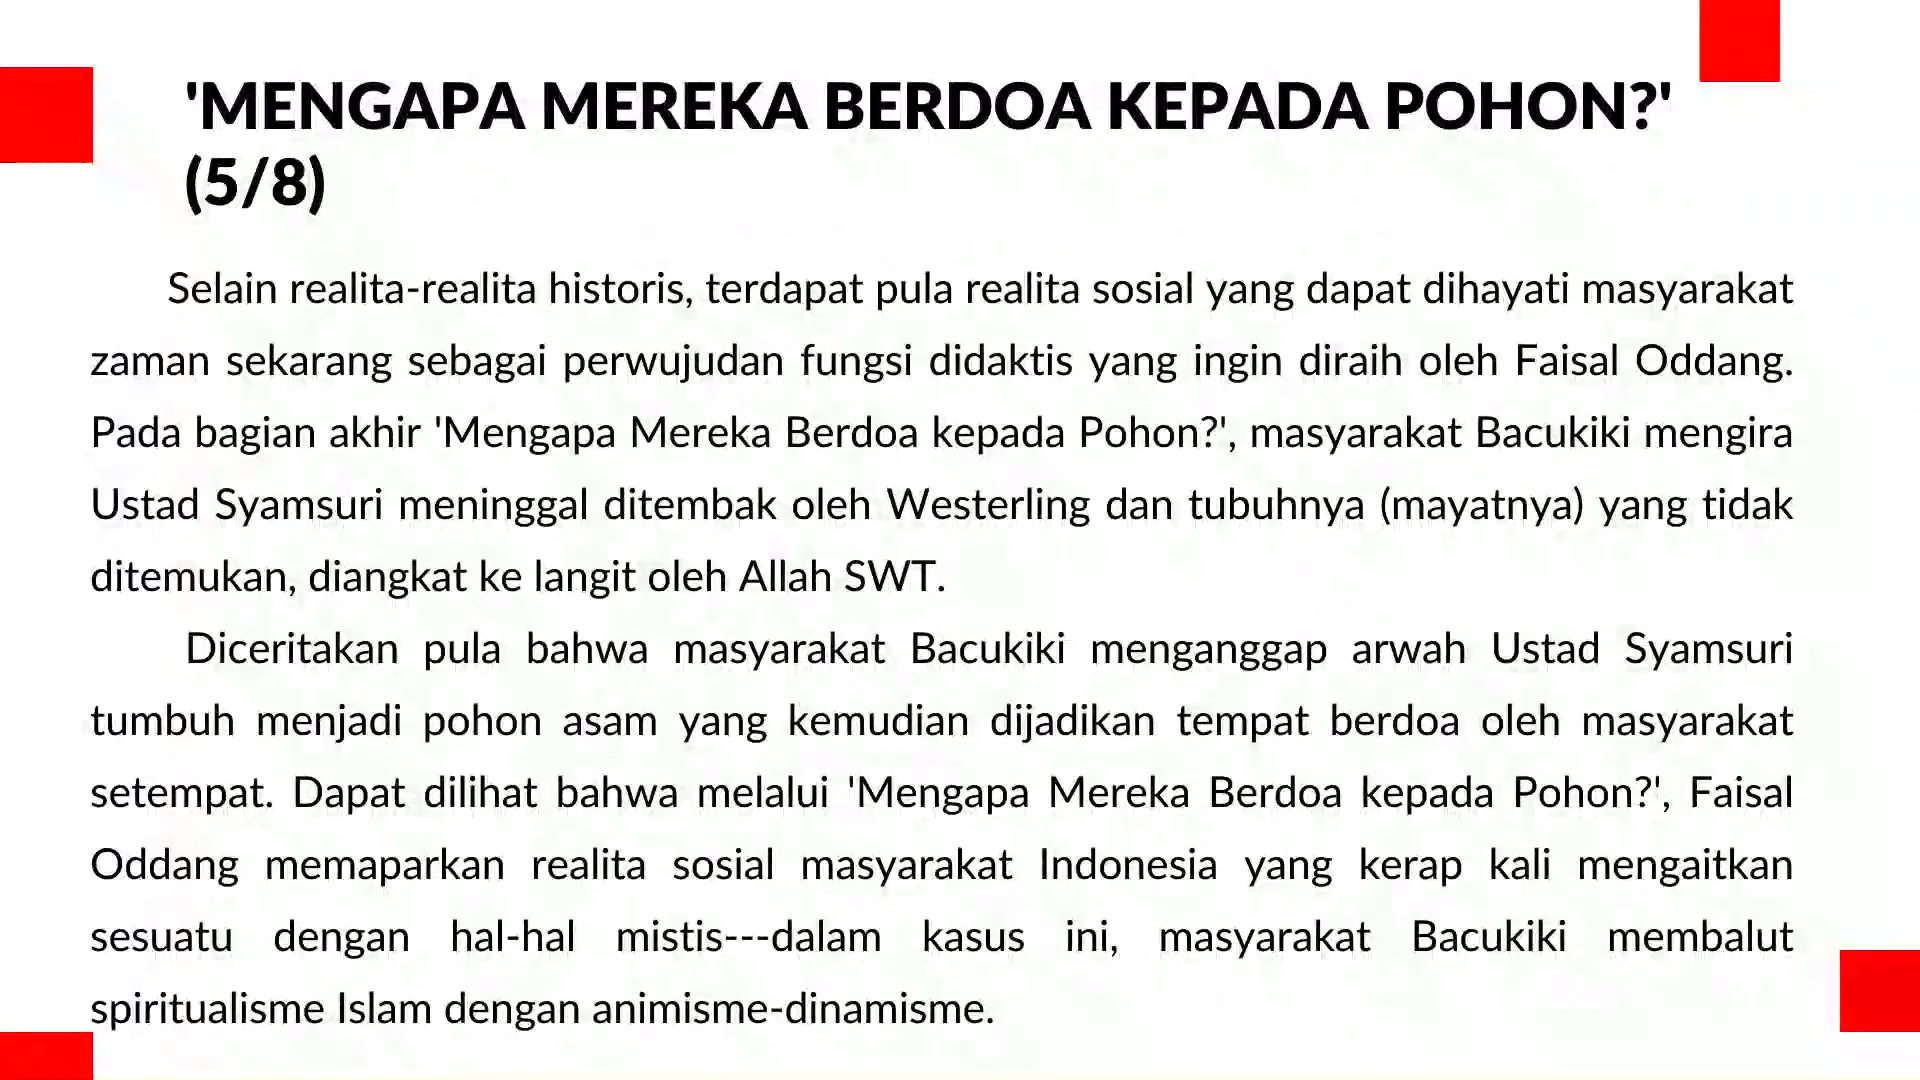 'MENGAPA MEREKA BERDOA KEPADA POHON?'
(5/8)
Selain realita-realita historis, terdapat pula realita sosial yang dapat dihayati masyarakat
zaman sekarang sebagai perwujudan fungsi didaktis yang ingin diraih oleh Faisal Oddang.
Pada bagian akhir 'Mengapa Mereka Berdoa kepada Pohon?', masyarakat Bacukiki mengira
Ustad Syamsuri meninggal ditembak oleh Westerling dan tubuhnya (mayatnya) yang tidak
ditemukan, diangkat ke langit oleh Allah SWT.
Diceritakan pula bahwa masyarakat Bacukiki menganggap arwah Ustad Syamsuri
tumbuh menjadi pohon asam yang kemudian dijadikan tempat berdoa oleh masyarakat
setempat. Dapat dilihat bahwa melalui 'Mengapa Mereka Berdoa kepada Pohon?', Faisal
Oddang memaparkan realita sosial masyarakat Indonesia yang kerap kali mengaitkan
sesuatu dengan hal-hal mistis---dalam kasus ini, masyarakat Bacukiki membalut
spiritualisme Islam dengan animisme-dinamisme.